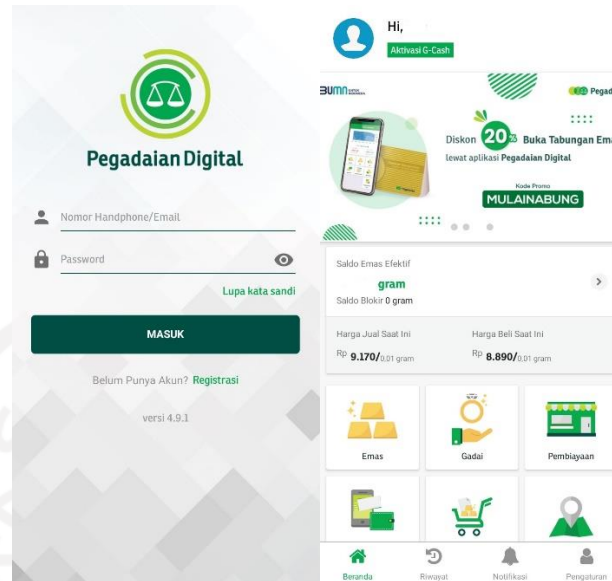 Pegadaian Digital
Nomor Handphone/Email
Password
Lupa kata sandi
MASUK
Belum Punya Akun? Registrasi
versi 4.9.1
Hi,
Aktivasi G-Cash
BUMN
Pegad
Diskon 20% Buka Tabungan Ema
lewat aplikasi Pegadaian Digital
Kode Promo
MULAINABUNG
Saldo Emas Efektif
gram
Saldo Blokir 0 gram
Harga Jual Saat Ini
Harga Beli Saat Ini
Rp 9.170/0,01 gram
Rp 8.890/0,01 gram
Emas
Gadai
Pembiayaan
Beranda
Riwayat
Notifikasi
Pengaturan